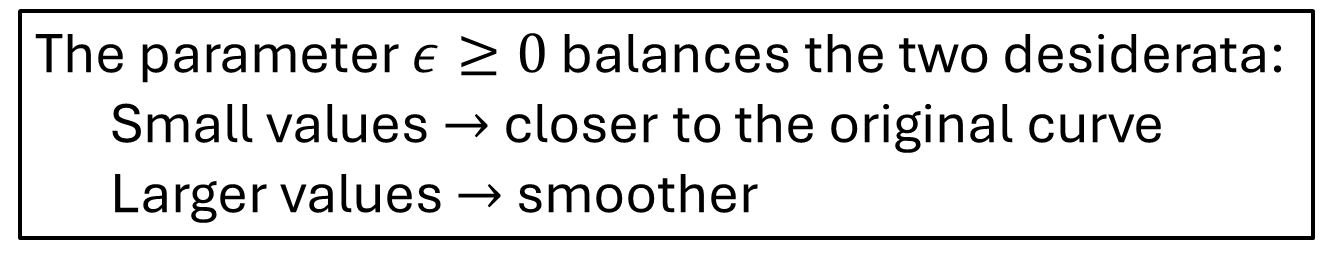 The parameter ϵ ≥ 0 balances the two desiderata:
Small values → closer to the original curve
Larger values → smoother